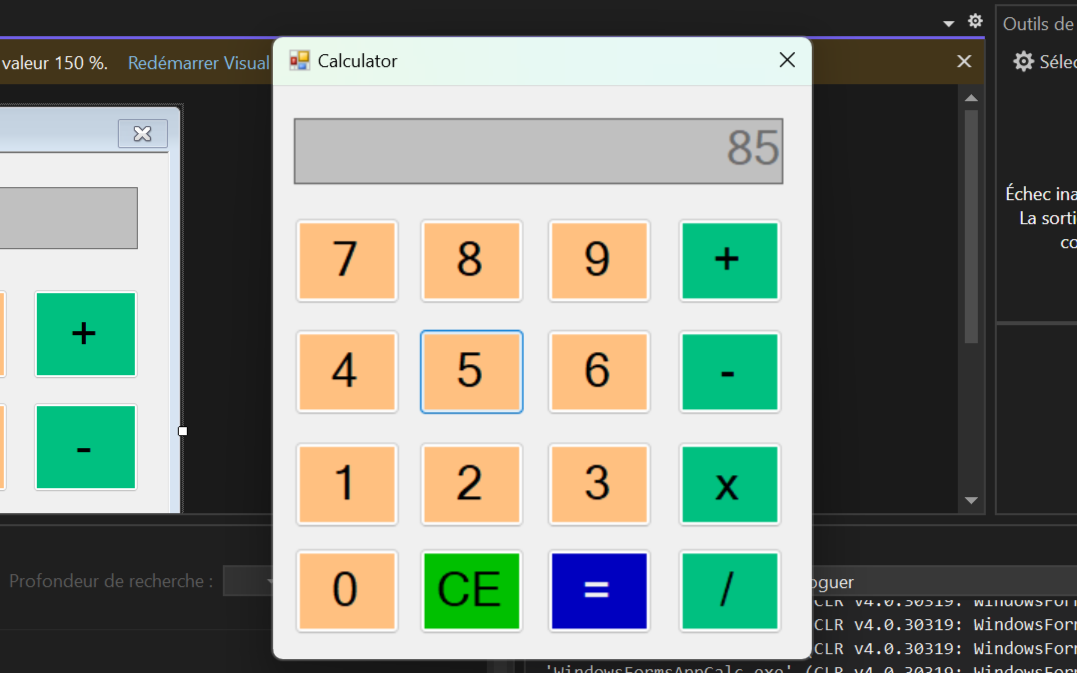 Outils de
valeur 150 %. Redémarrer Visual
Calculator
85
Échec ina
La sorti
co
7 8 9 +
4 5 6 -
1 2 3 x
0 CE = /
+
-
Profondeur de recherche :
oguer
CLR v4.0.30319: WindowsForm
CLR v4.0.30319: WindowsForm
CLR v4.0.30319: WindowsForm
'WindowsFormsAppCalc.exe' (CLR v4.0.30319: WindowsForm